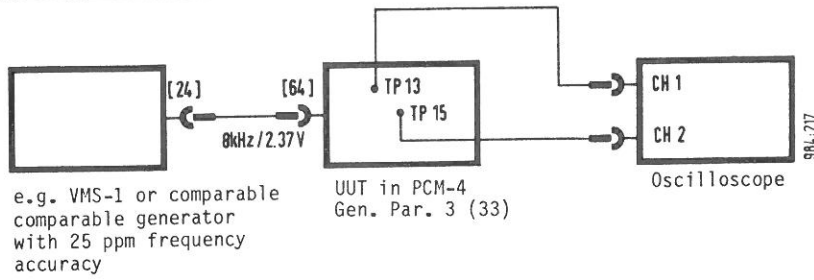 [24]
[64]
8kHz/2.37V
TP 13
TP 15
CH 1
CH 2
984:717
e.g. VMS-1 or comparable
comparable generator
with 25 ppm frequency
accuracy
UUT in PCM-4
Gen. Par. 3 (33)
Oscilloscope